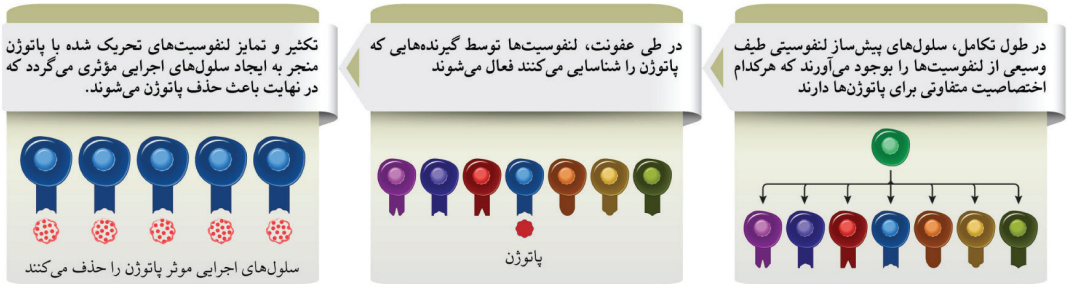 در طول تکامل، سلول‌های پیش‌ساز لنفوسیتی طیف
وسیعی از لنفوسیت‌ها را بوجود می‌آورند که هرکدام
اختصاصیت متفاوتی برای پاتوژن‌ها دارند
در طی عفونت، لنفوسیت‌ها توسط گیرنده‌هایی که
پاتوژن را شناسایی می‌کنند فعال می‌شوند
پاتوژن
تکثیر و تمایز لنفوسیت‌های تحریک شده با پاتوژن
منجر به ایجاد سلول‌های اجرایی مؤثری می‌گردد که
در نهایت باعث حذف پاتوژن می‌شوند.
سلول‌های اجرایی موثر پاتوژن را حذف می‌کنند